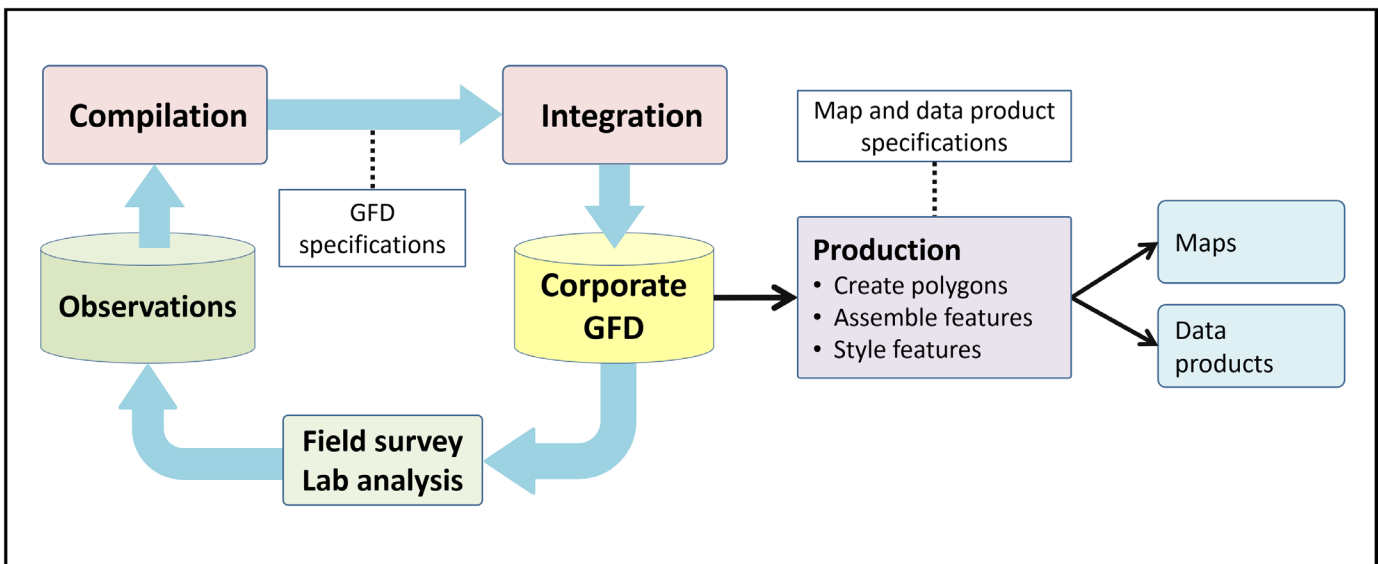 Compilation
Integration
Map and data product
specifications
GFD
specifications
Observations
Corporate
GFD
Production
• Create polygons
• Assemble features
• Style features
Maps
Data
products
Field survey
Lab analysis